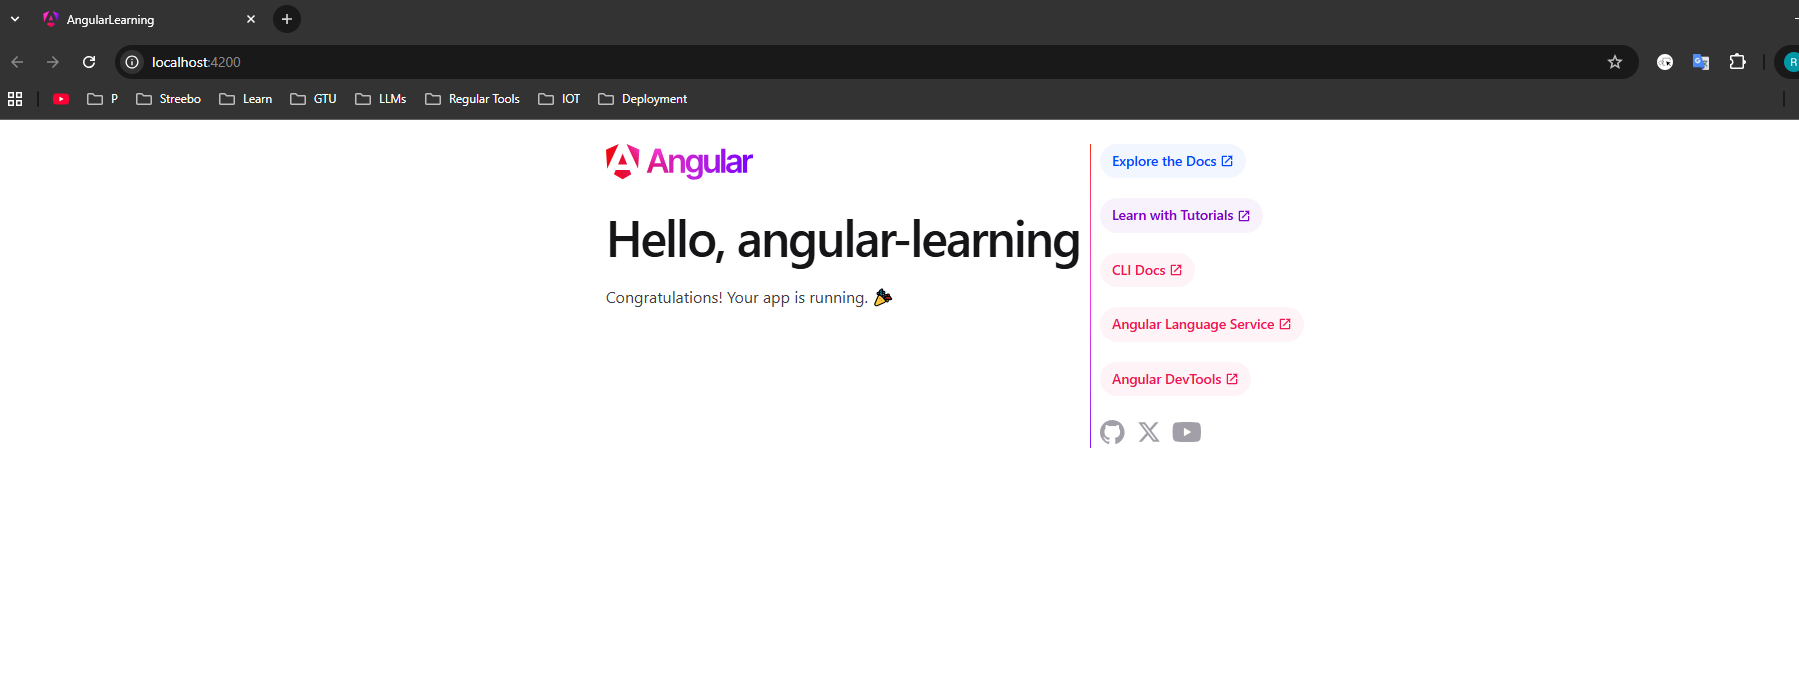 AngularLearning
localhost:4200
P Streebo Learn GTU LLMs Regular Tools IOT Deployment
R
Angular
Hello, angular-learning
Congratulations! Your app is running. 🎉
Explore the Docs
Learn with Tutorials
CLI Docs
Angular Language Service
Angular DevTools